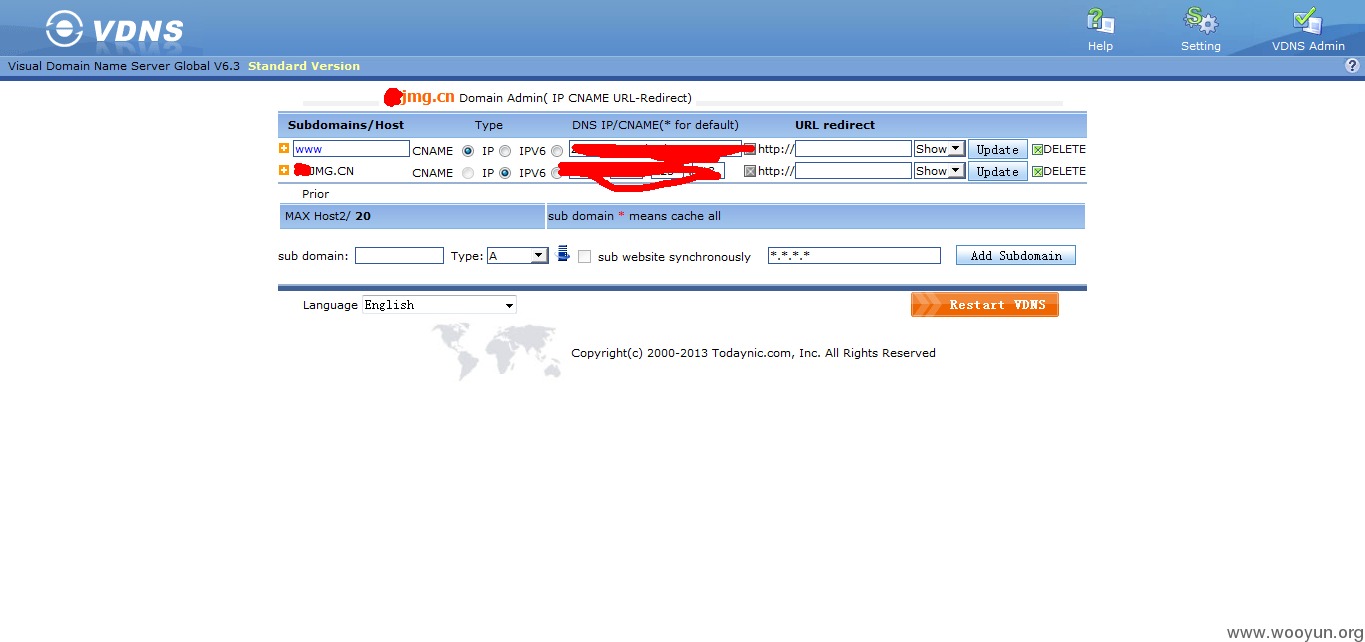 VDNS
Help Setting VDNS Admin
Visual Domain Name Server Global V6.3 Standard Version
jmg.cn Domain Admin( IP CNAME URL-Redirect)
Subdomains/Host Type DNS IP/CNAME(* for default) URL redirect
www CNAME IP IPV6 http:// Show Update DELETE
JMG.CN CNAME IP IPV6 http:// Show Update DELETE
Prior
MAX Host2/ 20 sub domain * means cache all
sub domain: Type: A sub website synchronously *.*.*.* Add Subdomain
Language English Restart VDNS
Copyright(c) 2000-2013 Todaynic.com, Inc. All Rights Reserved
www.wooyun.org